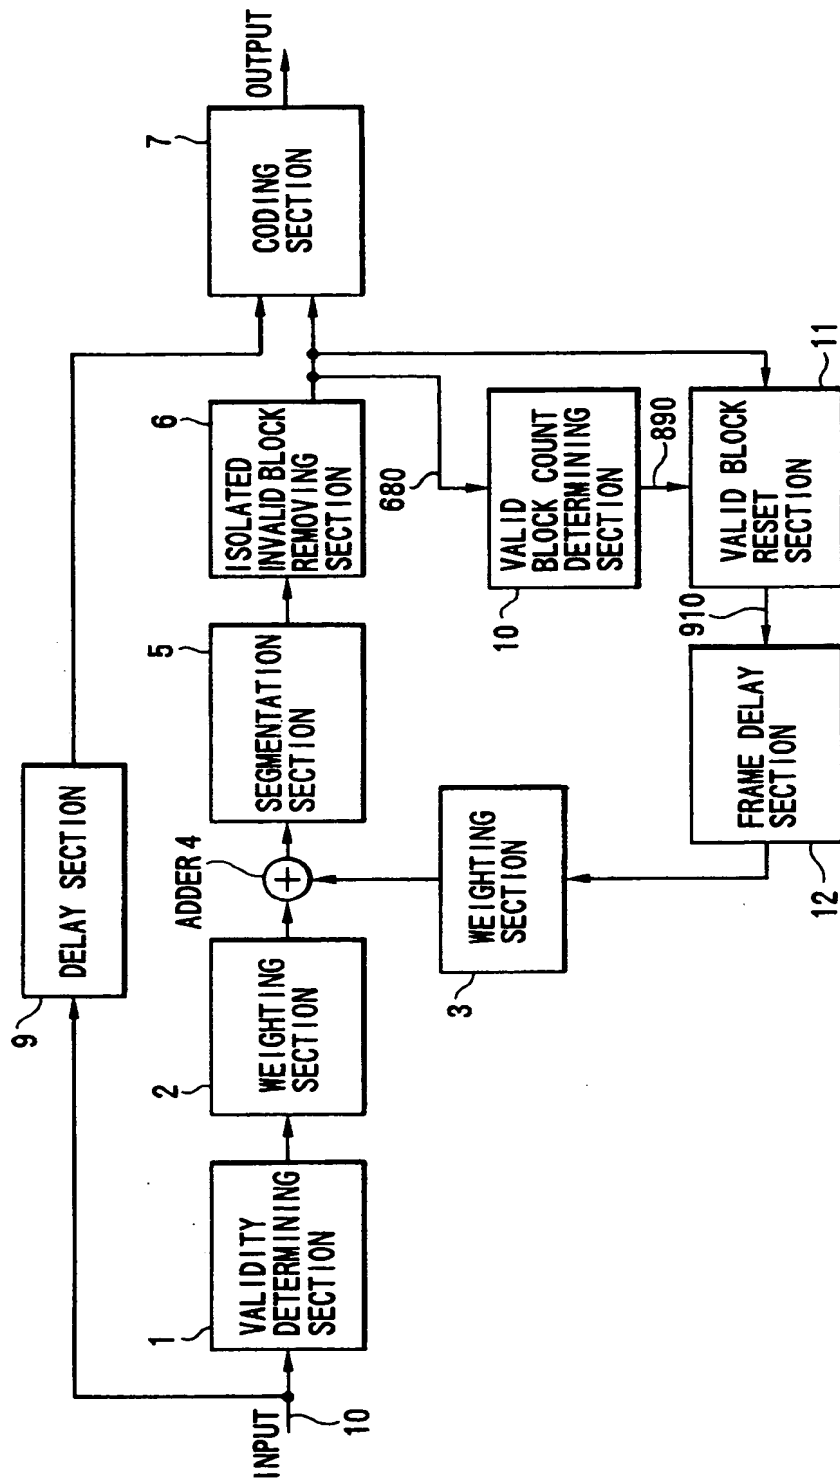 INPUT
10
1
VALIDITY
DETERMINING
SECTION
2
WEIGHTING
SECTION
ADDER 4
+
5
SEGMENTATION
SECTION
6
ISOLATED
INVALID BLOCK
REMOVING
SECTION
7
CODING
SECTION
OUTPUT
9
DELAY SECTION
3
WEIGHTING
SECTION
680
10
VALID
BLOCK COUNT
DETERMINING
SECTION
890
11
VALID BLOCK
RESET
SECTION
910
12
FRAME DELAY
SECTION